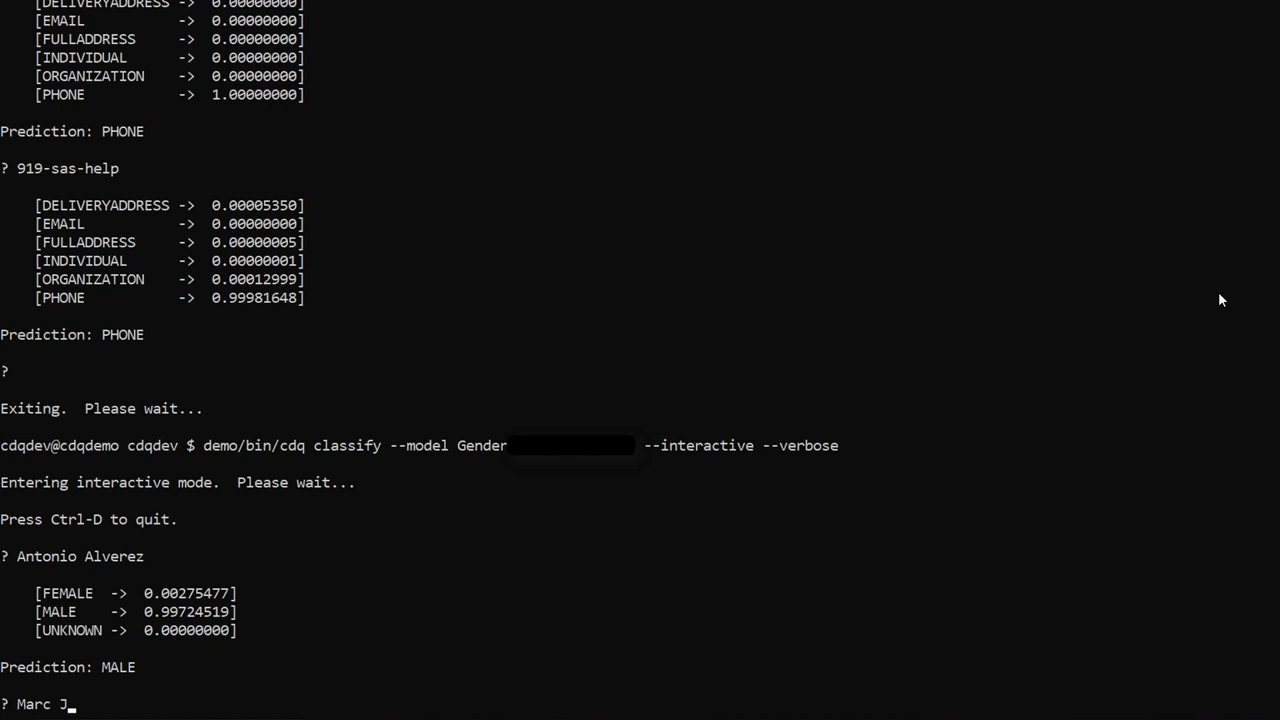 [DELIVERYADDRESS -> 0.00000000]
[EMAIL -> 0.00000000]
[FULLADDRESS -> 0.00000000]
[INDIVIDUAL -> 0.00000000]
[ORGANIZATION -> 0.00000000]
[PHONE -> 1.00000000]
Prediction: PHONE
? 919-sas-help
[DELIVERYADDRESS -> 0.00005350]
[EMAIL -> 0.00000000]
[FULLADDRESS -> 0.00000005]
[INDIVIDUAL -> 0.00000001]
[ORGANIZATION -> 0.00012999]
[PHONE -> 0.99981648]
Prediction: PHONE
?
Exiting.  Please wait...
cdqdev@cdqdemo cdqdev $ demo/bin/cdq classify --model Gender --interactive --verbose
Entering interactive mode.  Please wait...
Press Ctrl-D to quit.
? Antonio Alverez
[FEMALE -> 0.00275477]
[MALE -> 0.99724519]
[UNKNOWN -> 0.00000000]
Prediction: MALE
? Marc J